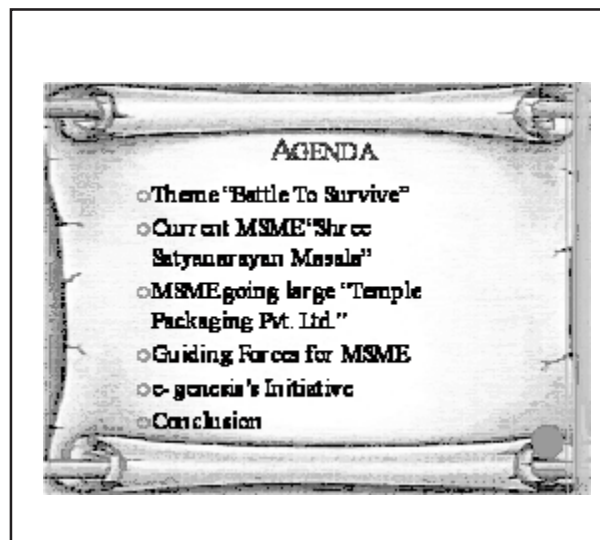 AGENDA
Theme "Battle To Survive"
Current MSME "Shree
Satyanarayan Masala"
MSME going large "Temple
Packaging Pvt. Ltd."
Guiding Forces for MSME
e- genesis's Initiative
Conclusion